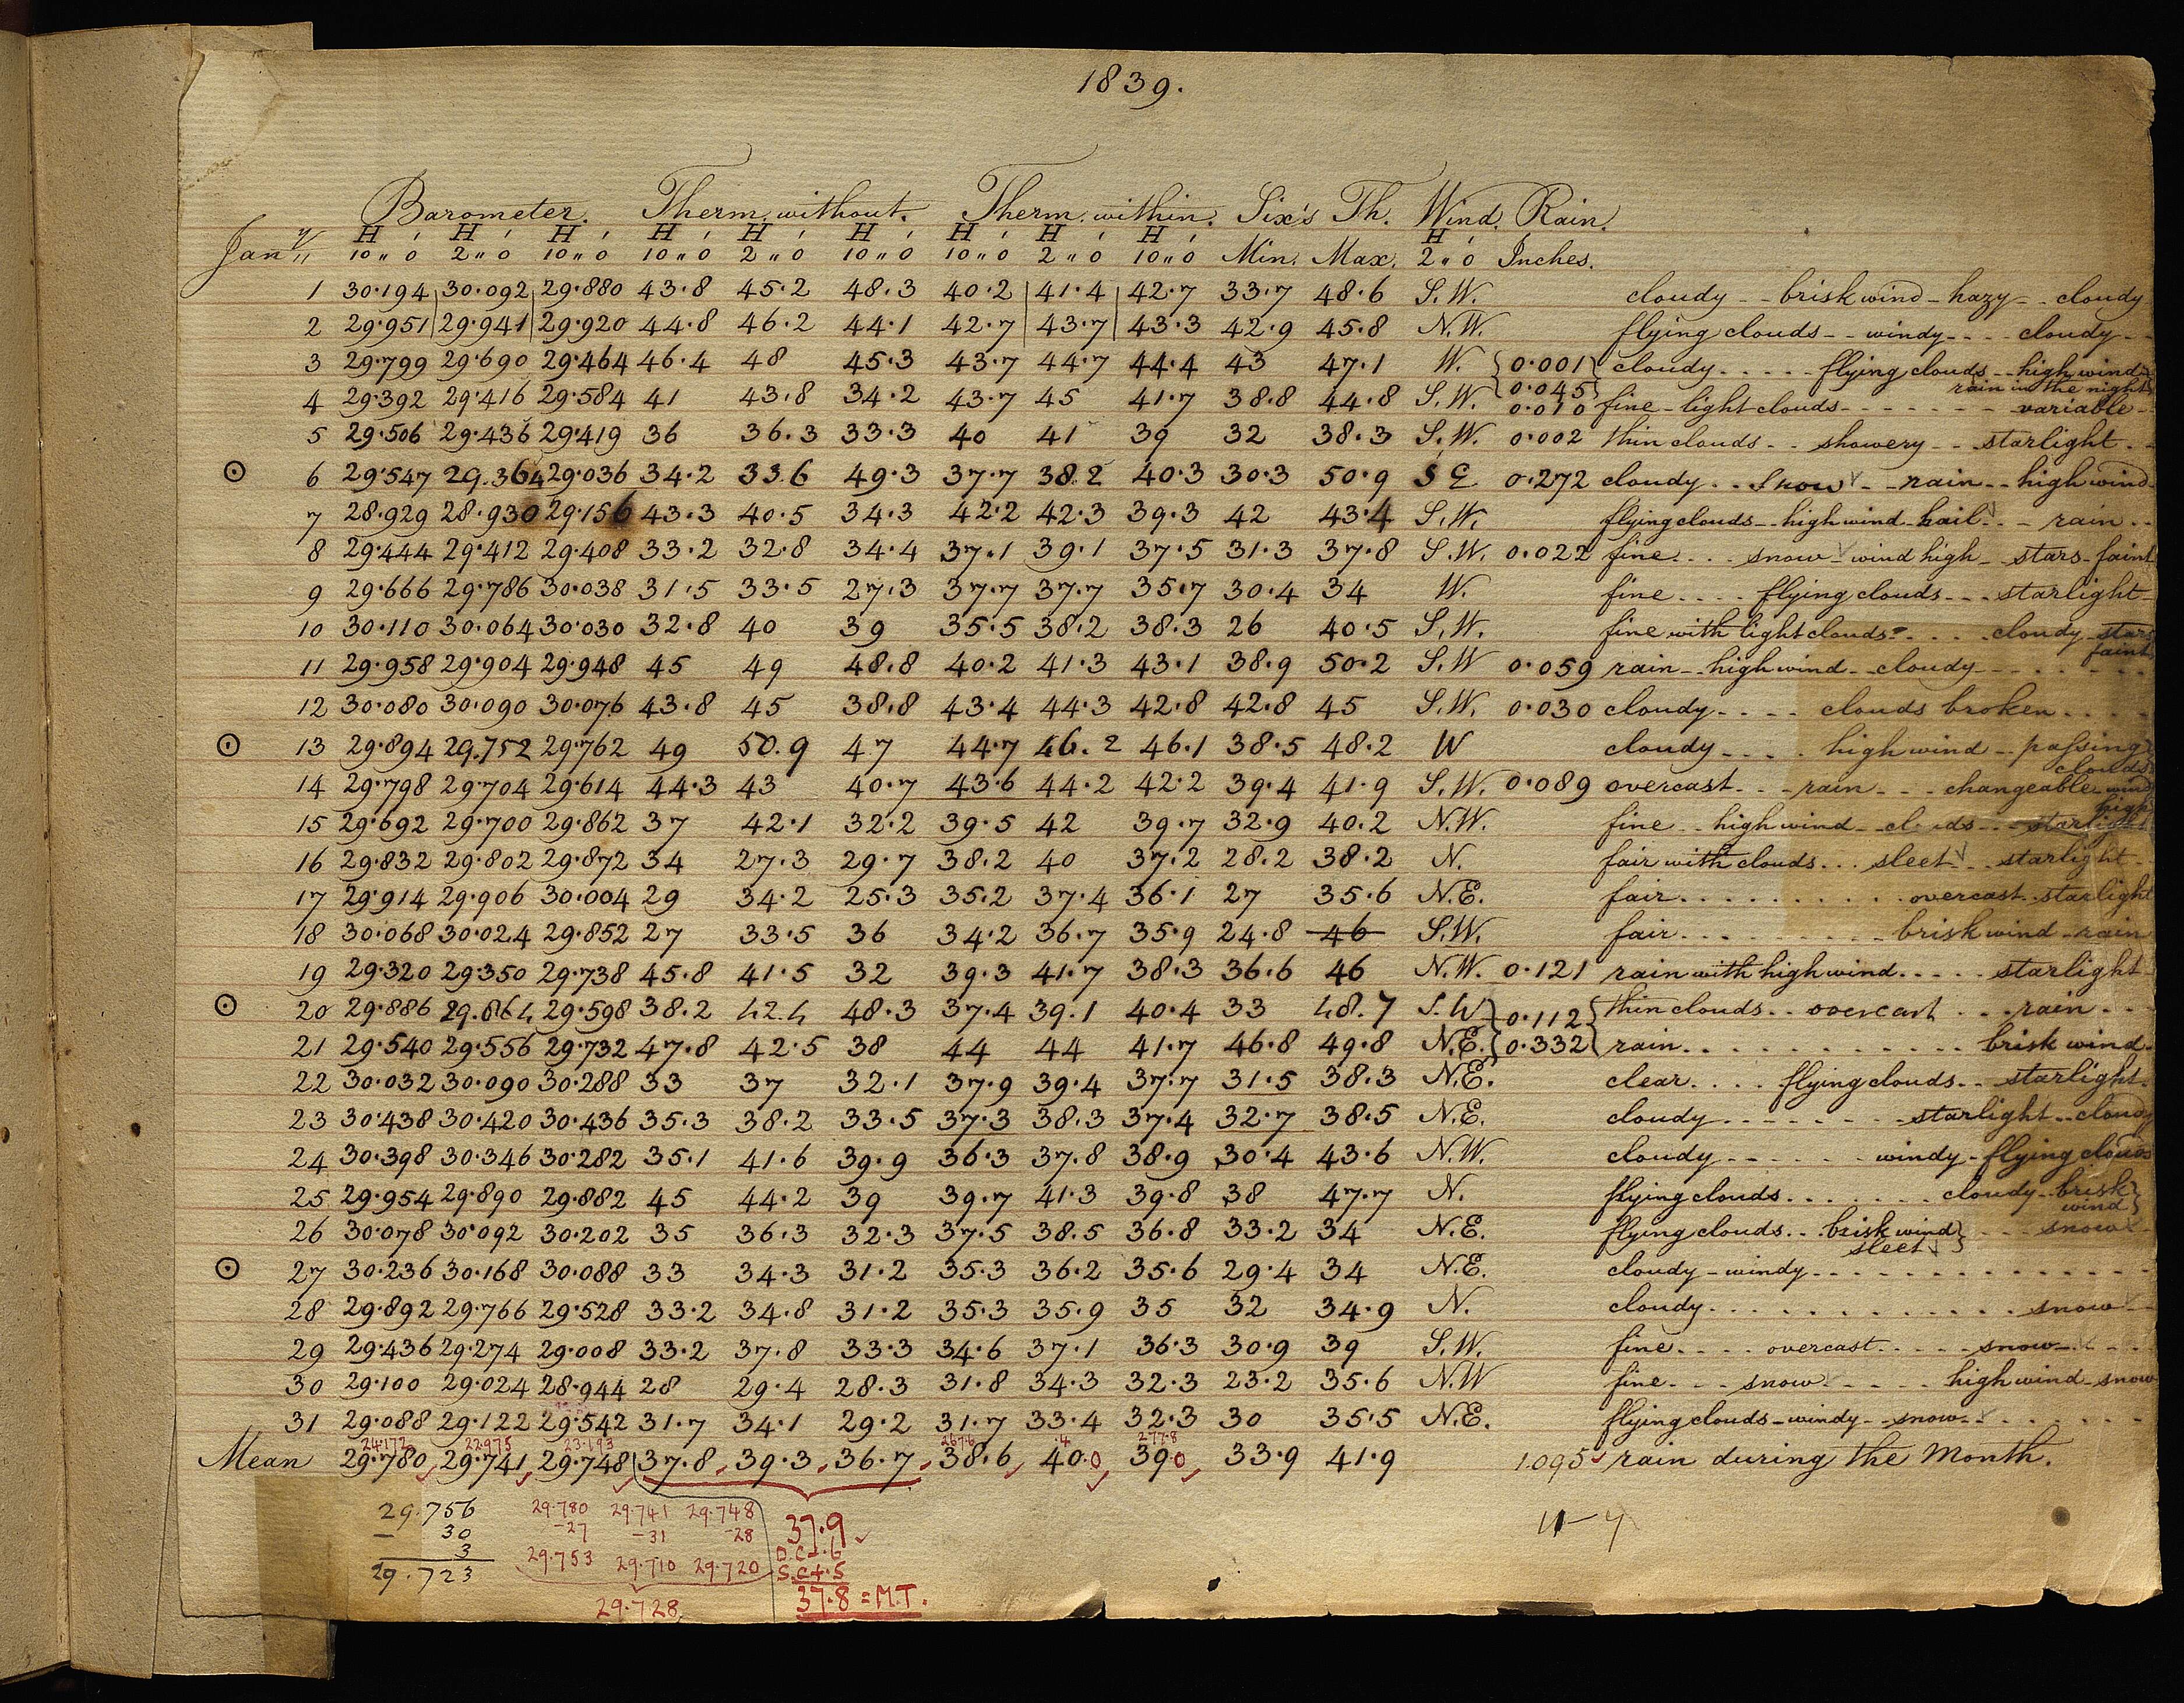 1839.
Barometer. Therm. without. Therm. within. Six's Th. Wind. Rain.
H ' H ' H ' H ' H ' H ' H ' H ' H ' H '
Janʸ 10 " 0 2 " 0 10 " 0 10 " 0 2 " 0 10 " 0 10 " 0 2 " 0 10 " 0 Min. Max. 2 " 0 Inches.
1 30·194 30·092 29·880 43·8 45·2 48·3 40·2 41·4 42·7 33·7 48·6 S.W. cloudy - - brisk wind - hazy - - cloudy
2 29·951 29·941 29·920 44·8 46·2 44·1 42·7 43·7 43·3 42·9 45·8 N.W. flying clouds - - windy - - - - cloudy - -
3 29·799 29·690 29·464 46·4 48 45·3 43·7 44·7 44·4 43 47·1 W. { 0·001 } cloudy - - - - - flying clouds - - high wind
0·045 rain in the night
4 29·392 29·416 29·584 41 43·8 34·2 43·7 45 41·7 38·8 44·8 S.W. 0·010 fine - light clouds - - - - - - - variable -
5 29·506 29·436 29·419 36 36·3 33·3 40 41 39 32 38·3 S.W. 0·002 thin clouds - - showery - - starlight - -
⊙ 6 29·547 29.364 29·036 34·2 33.6 49·3 37·7 38.2 40·3 30·3 50·9 S E 0·272 cloudy - - Snow - - rain - - high wind -
7 28·929 28·930 29·156 43·3 40·5 34·3 42·2 42·3 39·3 42 43·4 S.W. flying clouds - - high wind - hail - - - rain - -
8 29·444 29·412 29·408 33·2 32·8 34·4 37·1 39·1 37·5 31·3 37·8 S.W. 0·022 fine - - - - snow - wind high - stars - faint
9 29·666 29·786 30·038 31·5 33·5 27·3 37·7 37·7 35·7 30·4 34 W. fine - - - - flying clouds - - - starlight -
10 30·110 30·064 30·030 32·8 40 39 35·5 38·2 38·3 26 40·5 S.W. fine with light clouds - - - - cloudy - stars
faint
11 29·958 29·904 29·948 45 49 48·8 40·2 41·3 43·1 38·9 50·2 S.W 0·059 rain - - high wind - - cloudy - - - - - -
12 30·080 30·090 30·076 43·8 45 38·8 43·4 44·3 42·8 42·8 45 S.W. 0·030 cloudy - - - - clouds broken - - - -
⊙ 13 29·894 29.752 29·762 49 50.9 47 44·7 46.2 46·1 38·5 48·2 W cloudy - - - - high wind - - passing
clouds
14 29·798 29·704 29·614 44·3 43 40·7 43·6 44·2 42·2 39·4 41·9 S.W. 0·089 overcast - - - rain - - - changeable - wind
high
15 29·692 29·700 29·862 37 42·1 32·2 39·5 42 39·7 32·9 40·2 N.W. fine - - high wind - - clouds - - - starlight
16 29·832 29·802 29·872 34 27·3 29·7 38·2 40 37·2 28·2 38·2 N. fair with clouds - - - sleet - - starlight -
17 29·914 29·906 30·004 29 34·2 25·3 35·2 37·4 36·1 27 35·6 N.E. fair - - - - - - - - - - overcast - - starlight
18 30·068 30·024 29·852 27 33·5 36 34·2 36·7 35·9 24·8 46 S.W. fair - - - - - - - - - brisk wind - rain
19 29·320 29·350 29·738 45·8 41·5 32 39·3 41·7 38·3 36·6 46 N.W. 0·121 rain with high wind - - - - - starlight -
⊙ 20 29·886 29.864 29·598 38·2 42.4 48·3 37·4 39.1 40·4 33 48.7 S.W } 0·112 { thin clouds - - overcast - - - rain - - -
21 29·540 29·556 29·732 47·8 42·5 38 44 44 41·7 46·8 49·8 N.E. { 0·332 { rain - - - - - - - - - - - - - brisk wind -
22 30·032 30·090 30·288 33 37 32·1 37·9 39·4 37·7 31·5 38·3 N.E. clear - - - - flying clouds - - starlight -
23 30·438 30·420 30·436 35·3 38·2 33·5 37·3 38·3 37·4 32·7 38·5 N.E. cloudy - - - - - - - - starlight - - cloudy
24 30·398 30·346 30·282 35·1 41·6 39·9 36·3 37·8 38·9 30·4 43·6 N.W. cloudy - - - - - - windy - flying clouds
25 29·954 29·890 29·882 45 44·2 39 39·7 41·3 39·8 38 47·7 N. flying clouds - - - - - - - cloudy - brisk
wind }
26 30·078 30·092 30·202 35 36·3 32·3 37·5 38·5 36·8 33·2 34 N.E. flying clouds - - - brisk wind } - - - snow -
sleet
⊙ 27 30·236 30·168 30·088 33 34·3 31·2 35·3 36·2 35·6 29·4 34 N.E. cloudy - windy - - - - - - - - - - - - -
28 29·892 29·766 29·528 33·2 34·8 31·2 35·3 35·9 35 32 34·9 N. cloudy - - - - - - - - - - - - - snow - -
29 29·436 29·274 29·008 33·2 37·8 33·3 34·6 37·1 36·3 30·9 39 S.W. fine - - - - overcast - - - - - snow - - - -
30 29·100 29·024 28·944 28 29·4 28·3 31·8 34·3 32·3 23·2 35·6 N.W fine - - - snow - - - - - high wind - snow
31 29·088 29·122 29·542 31·7 34·1 29·2 31·7 33·4 32·3 30 35·5 N.E. flying clouds - windy - - snow - - - - - - - -
24·172 22·975 23·193 267·6 ·4 277·8
Mean 29·780 29·741 29·748 37·8 39·3 36·7 38·6 40·0 39·0 33·9 41·9 1.095 rain during the Month.
29.756 29·780 29·741 29·748 37·9
– 30 -27 -31 -28
3 29·753 29·710 29·720
29.723 29·728
37·8 = M.T.